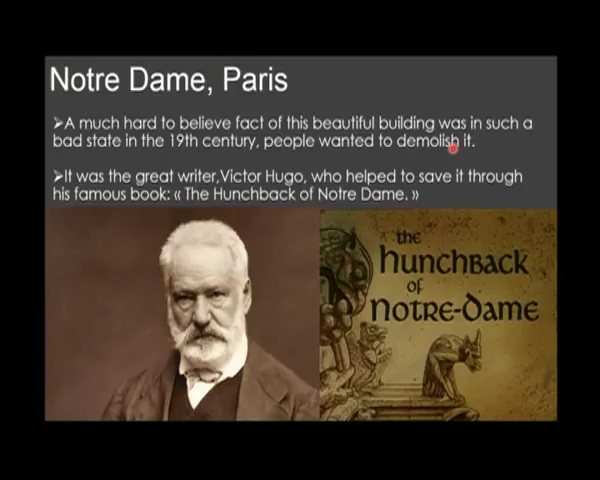 Notre Dame, Paris
➢A much hard to believe fact of this beautiful building was in such a
bad state in the 19th century, people wanted to demolish it.
➢It was the great writer,Victor Hugo, who helped to save it through
his famous book: « The Hunchback of Notre Dame. »
the
hunchback
of
notre-dame